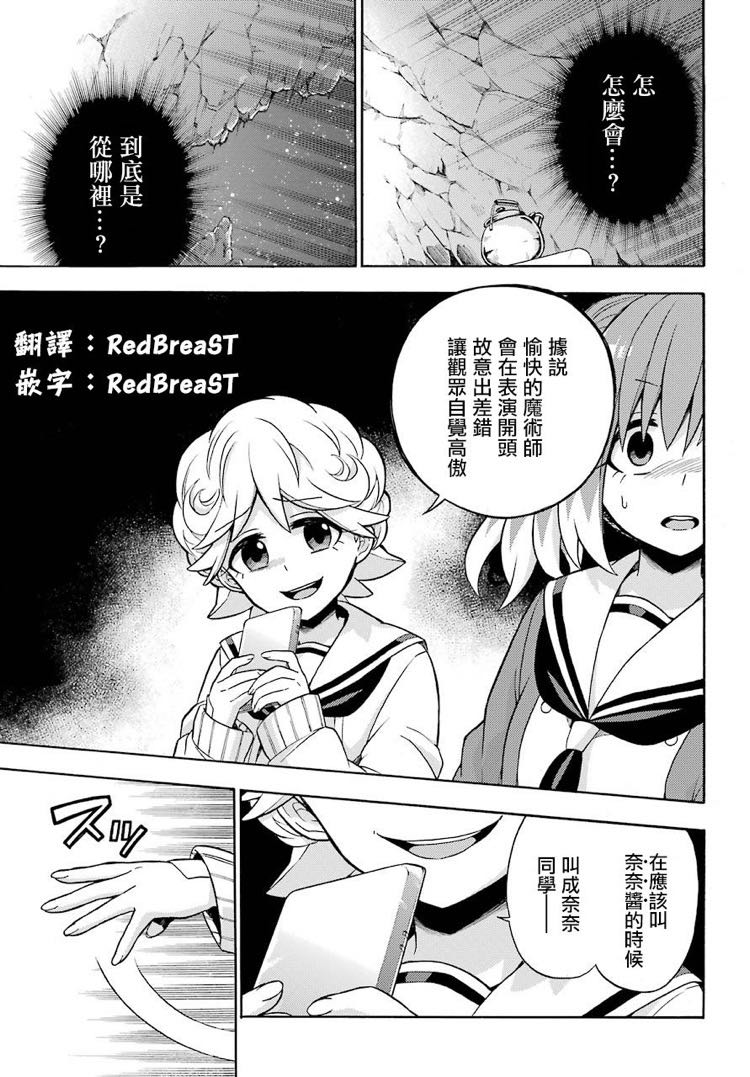 怎
怎麼會…？
到底是
從哪裡…？
翻譯：RedBreaST
嵌字：RedBreaST
據說
愉快的魔術師
會在表演開頭
故意出差錯
讓觀眾自覺高傲
在應該叫
奈奈醬的時候
叫成奈奈
同學——
スッ